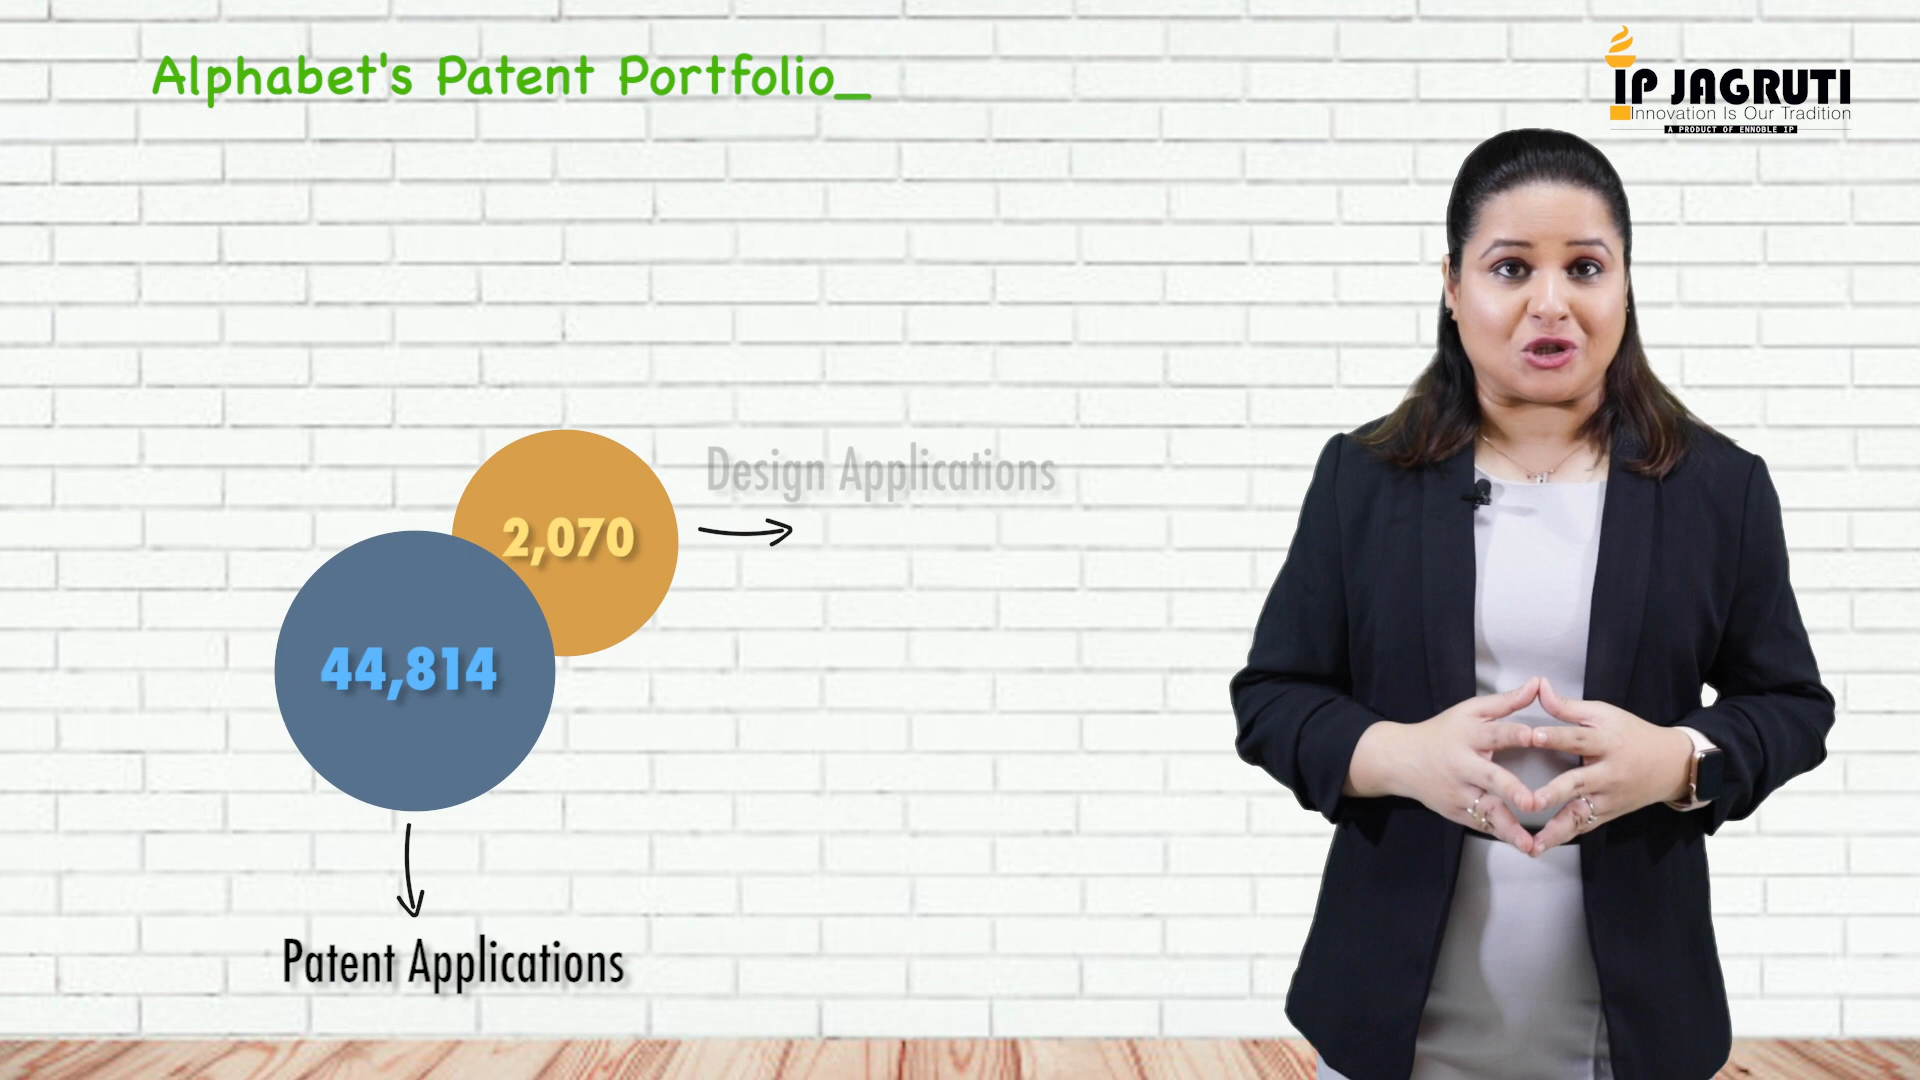 Alphabet's Patent Portfolio_
IP JAGRUTI
Innovation Is Our Tradition
A PRODUCT OF ENNOBLE IP
Design Applications
2,070
44,814
Patent Applications